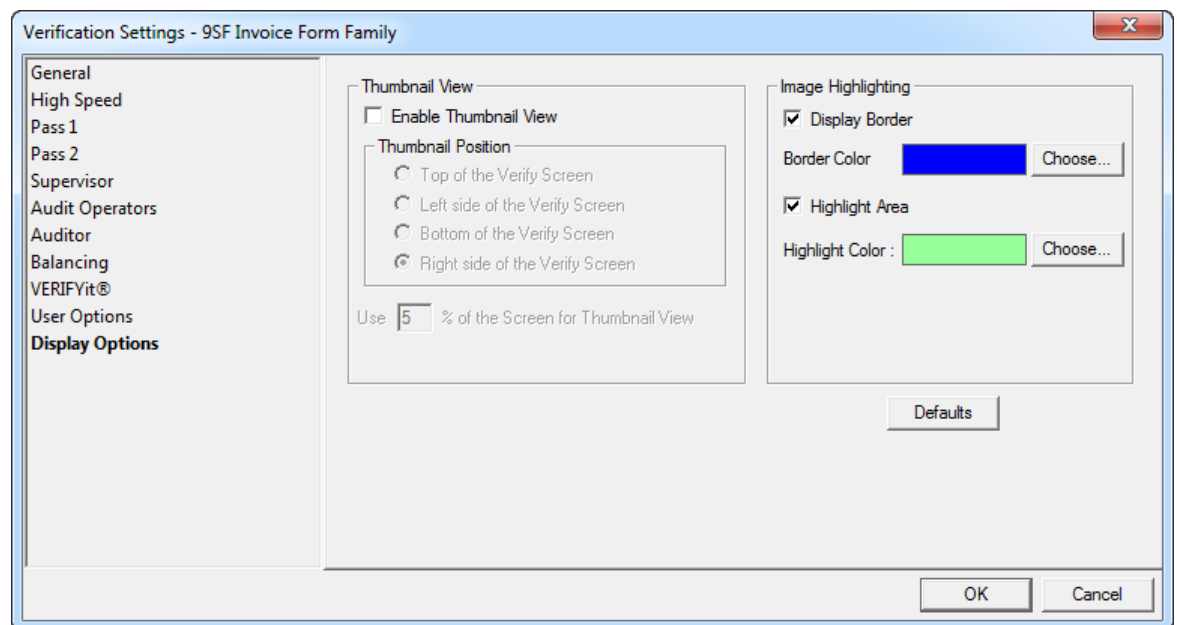 Verification Settings - 9SF Invoice Form Family
General
High Speed
Pass 1
Pass 2
Supervisor
Audit Operators
Auditor
Balancing
VERIFYit®
User Options
Display Options
Thumbnail View
Enable Thumbnail View
Thumbnail Position
Top of the Verify Screen
Left side of the Verify Screen
Bottom of the Verify Screen
Right side of the Verify Screen
Use 5 % of the Screen for Thumbnail View
Image Highlighting
Display Border
Border Color Choose...
Highlight Area
Highlight Color : Choose...
Defaults
OK Cancel